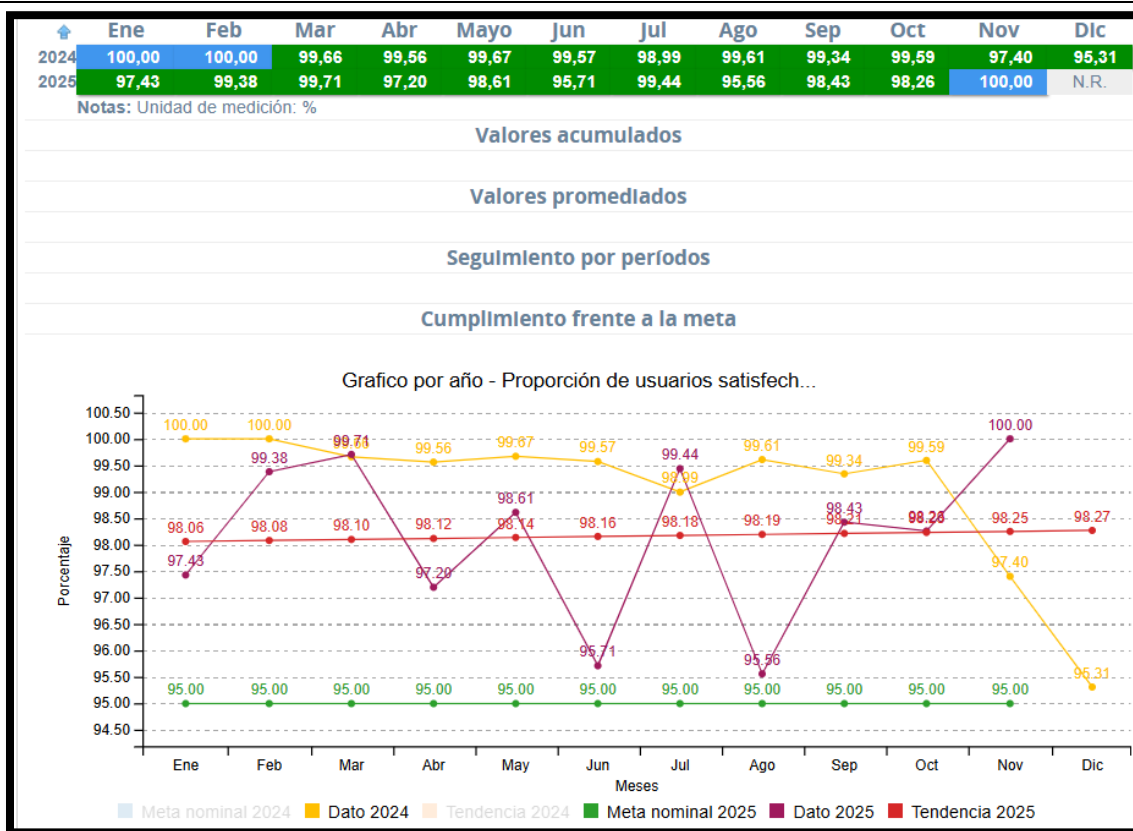 Ene Feb Mar Abr Mayo Jun Jul Ago Sep Oct Nov Dic
2024 100,00 100,00 99,66 99,56 99,67 99,57 98,99 99,61 99,34 99,59 97,40 95,31
2025 97,43 99,38 99,71 97,20 98,61 95,71 99,44 95,56 98,43 98,26 100,00 N.R.
Notas: Unidad de medición: %
Valores acumulados
Valores promediados
Seguimiento por períodos
Cumplimiento frente a la meta
Grafico por año - Proporción de usuarios satisfech...
100.50
100.00
99.50
99.00
98.50
98.00
97.50
97.00
96.50
96.00
95.50
95.00
94.50
Porcentaje
100.00 100.00 99.56 99.67 99.57 98.99 99.61 99.34 99.59 97.40 95.31
97.43 99.38 99.71 97.20 98.61 95.71 99.44 95.56 98.43 100.00
98.06 98.08 98.10 98.12 98.14 98.16 98.18 98.19 98.21 98.25 98.27
95.00 95.00 95.00 95.00 95.00 95.00 95.00 95.00 95.00 95.00 95.00
Ene Feb Mar Abr May Jun Jul Ago Sep Oct Nov Dic
Meses
Meta nominal 2024 Dato 2024 Tendencia 2024 Meta nominal 2025 Dato 2025 Tendencia 2025